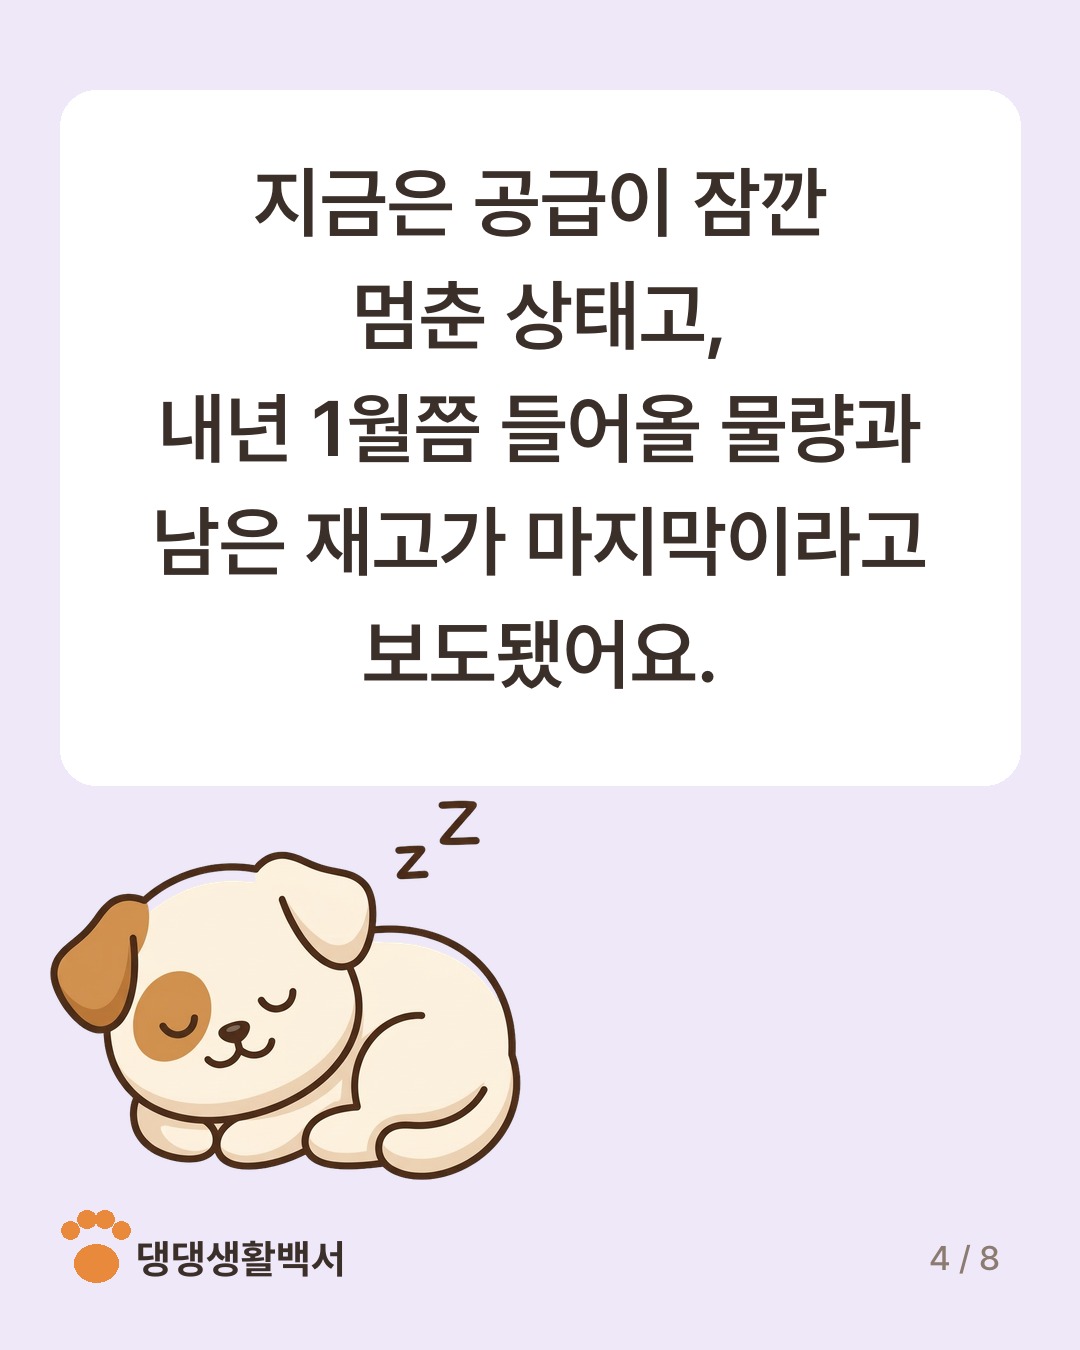 지금은 공급이 잠깐
멈춘 상태고,
내년 1월쯤 들어올 물량과
남은 재고가 마지막이라고
보도됐어요.
z z
댕댕생활백서
4 / 8